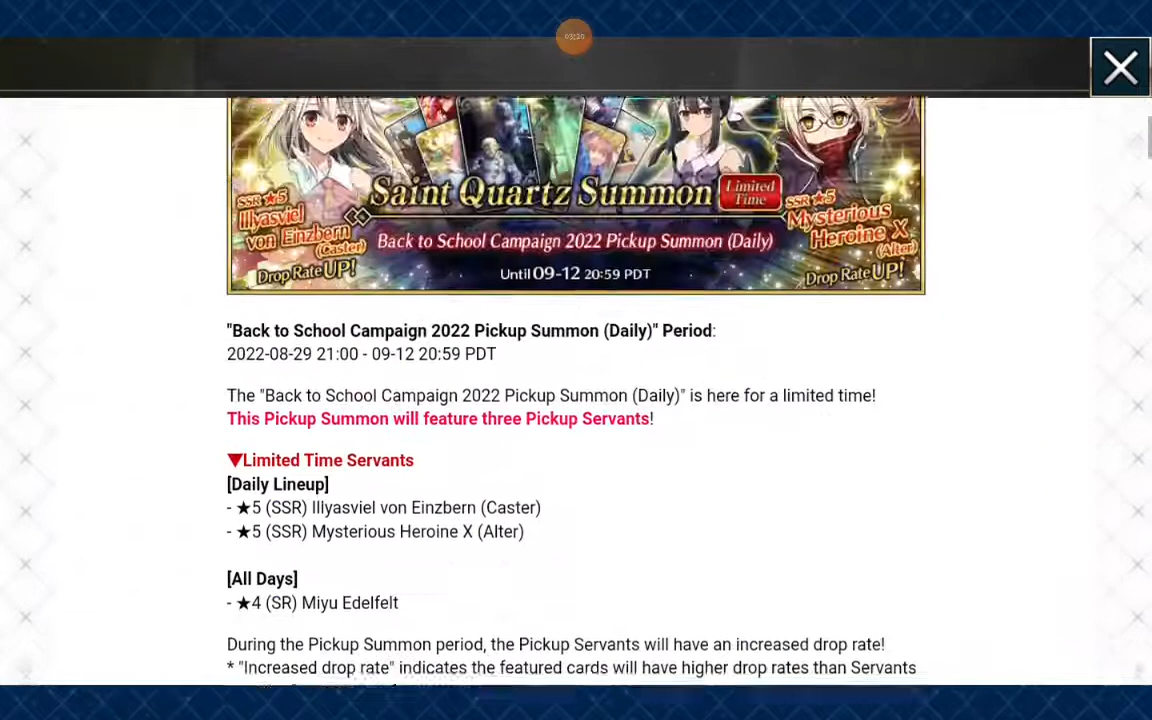 03:20
SSR ★5
Illyasviel
von Einzbern
(Caster)
Drop Rate UP!
Saint Quartz Summon
Limited
Time
Back to School Campaign 2022 Pickup Summon (Daily)
Until 09-12 20:59 PDT
SSR ★5
Mysterious
Heroine X
(Alter)
Drop Rate UP!
"Back to School Campaign 2022 Pickup Summon (Daily)" Period:
2022-08-29 21:00 - 09-12 20:59 PDT
The "Back to School Campaign 2022 Pickup Summon (Daily)" is here for a limited time!
This Pickup Summon will feature three Pickup Servants!
▼Limited Time Servants
[Daily Lineup]
- ★5 (SSR) Illyasviel von Einzbern (Caster)
- ★5 (SSR) Mysterious Heroine X (Alter)
[All Days]
- ★4 (SR) Miyu Edelfelt
During the Pickup Summon period, the Pickup Servants will have an increased drop rate!
* "Increased drop rate" indicates the featured cards will have higher drop rates than Servants